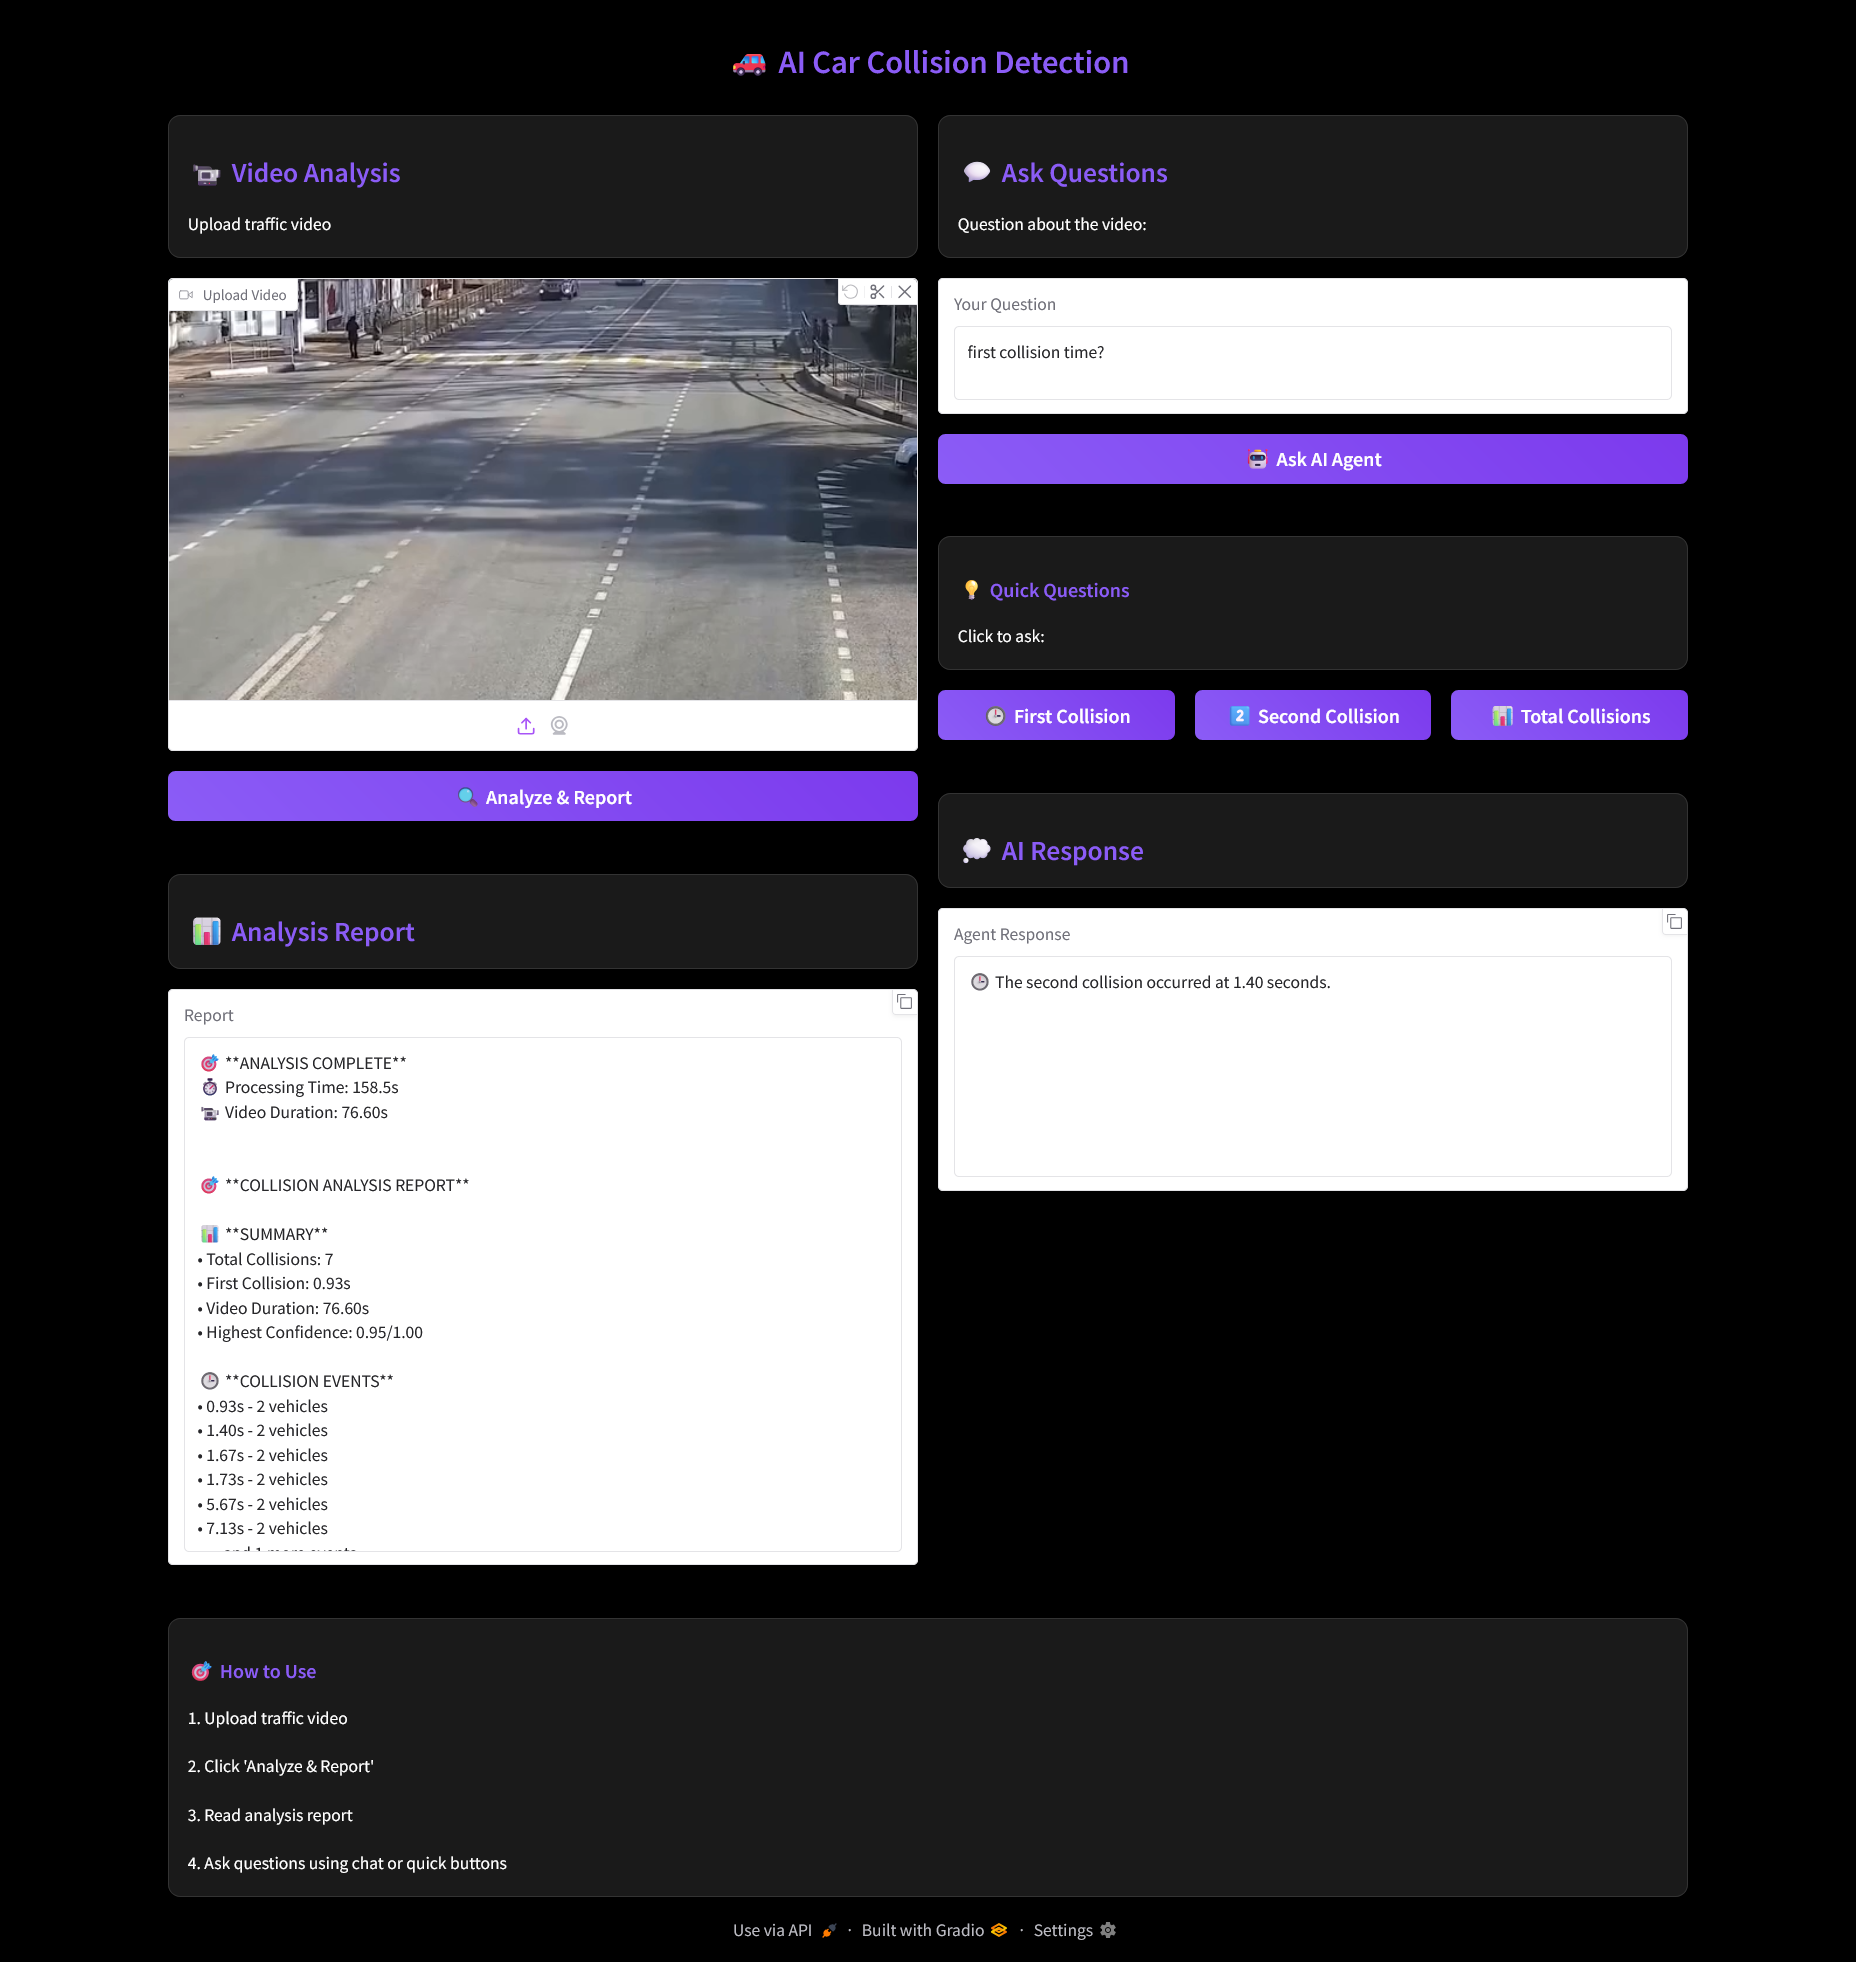 🚗 AI Car Collision Detection
📹 Video Analysis
Upload traffic video
Upload Video
🔍 Analyze & Report
📊 Analysis Report
Report
🎯 **ANALYSIS COMPLETE**
⏱️ Processing Time: 158.5s
📹 Video Duration: 76.60s
🎯 **COLLISION ANALYSIS REPORT**
📊 **SUMMARY**
• Total Collisions: 7
• First Collision: 0.93s
• Video Duration: 76.60s
• Highest Confidence: 0.95/1.00
🕒 **COLLISION EVENTS**
• 0.93s - 2 vehicles
• 1.40s - 2 vehicles
• 1.67s - 2 vehicles
• 1.73s - 2 vehicles
• 5.67s - 2 vehicles
• 7.13s - 2 vehicles
and 1 more events
💬 Ask Questions
Question about the video:
Your Question
first collision time?
🤖 Ask AI Agent
💡 Quick Questions
Click to ask:
🕒 First Collision
2️⃣ Second Collision
📊 Total Collisions
💭 AI Response
Agent Response
🕒 The second collision occurred at 1.40 seconds.
🎯 How to Use
1. Upload traffic video
2. Click 'Analyze & Report'
3. Read analysis report
4. Ask questions using chat or quick buttons
Use via API 🚀 · Built with Gradio · Settings ⚙️